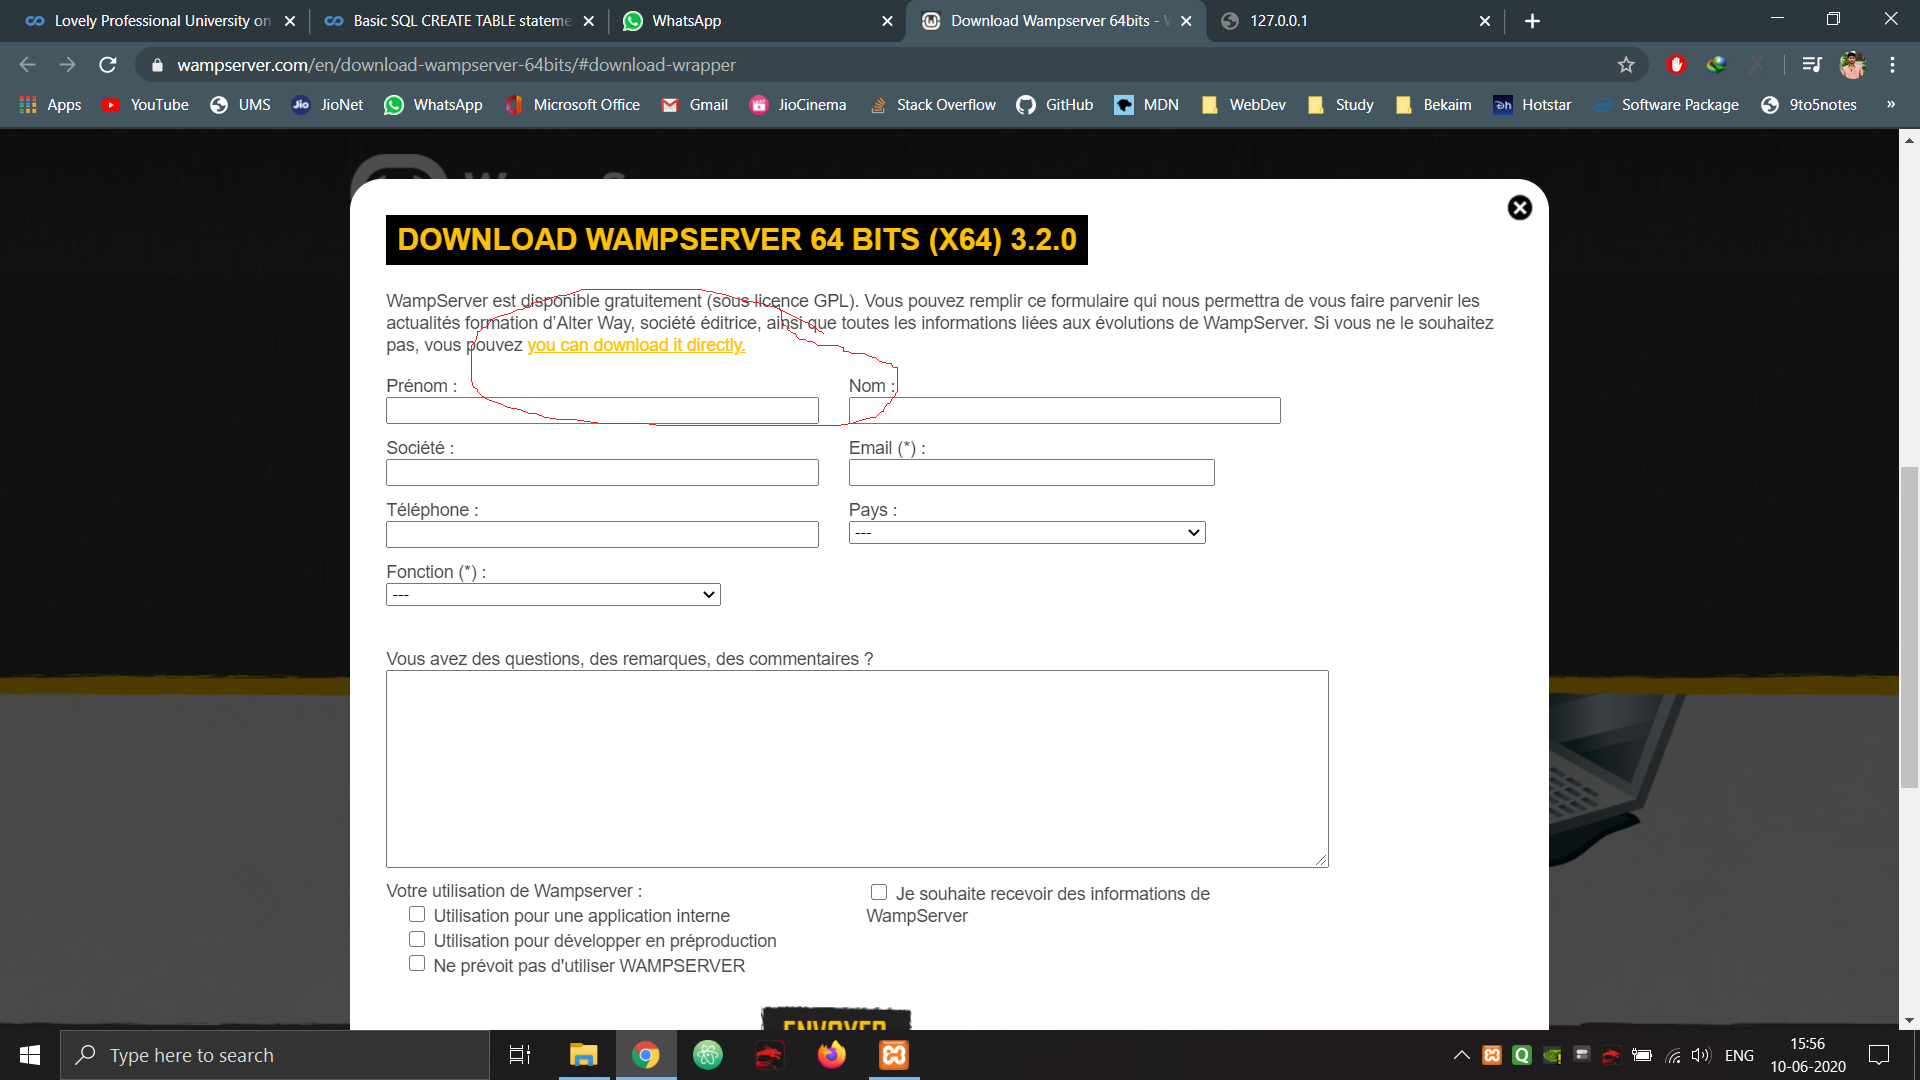 Lovely Professional University on
Basic SQL CREATE TABLE stateme
WhatsApp
Download Wampserver 64bits -
127.0.0.1
wampserver.com/en/download-wampserver-64bits/#download-wrapper
Apps YouTube UMS Jio JioNet WhatsApp Microsoft Office Gmail JioCinema Stack Overflow GitHub MDN WebDev Study Bekaim Hotstar Software Package 9to5notes »
DOWNLOAD WAMPSERVER 64 BITS (X64) 3.2.0
WampServer est disponible gratuitement (sous licence GPL). Vous pouvez remplir ce formulaire qui nous permettra de vous faire parvenir les
actualités formation d'Alter Way, société éditrice, ainsi que toutes les informations liées aux évolutions de WampServer. Si vous ne le souhaitez
pas, vous pouvez you can download it directly.
Prénom : Nom :
Société : Email (*) :
Téléphone : Pays :
---
Fonction (*) :
---
Vous avez des questions, des remarques, des commentaires ?
Votre utilisation de Wampserver :
Utilisation pour une application interne
Utilisation pour développer en préproduction
Ne prévoit pas d'utiliser WAMPSERVER
Je souhaite recevoir des informations de
WampServer
ENVOYER
Type here to search
ENG
15:56
10-06-2020